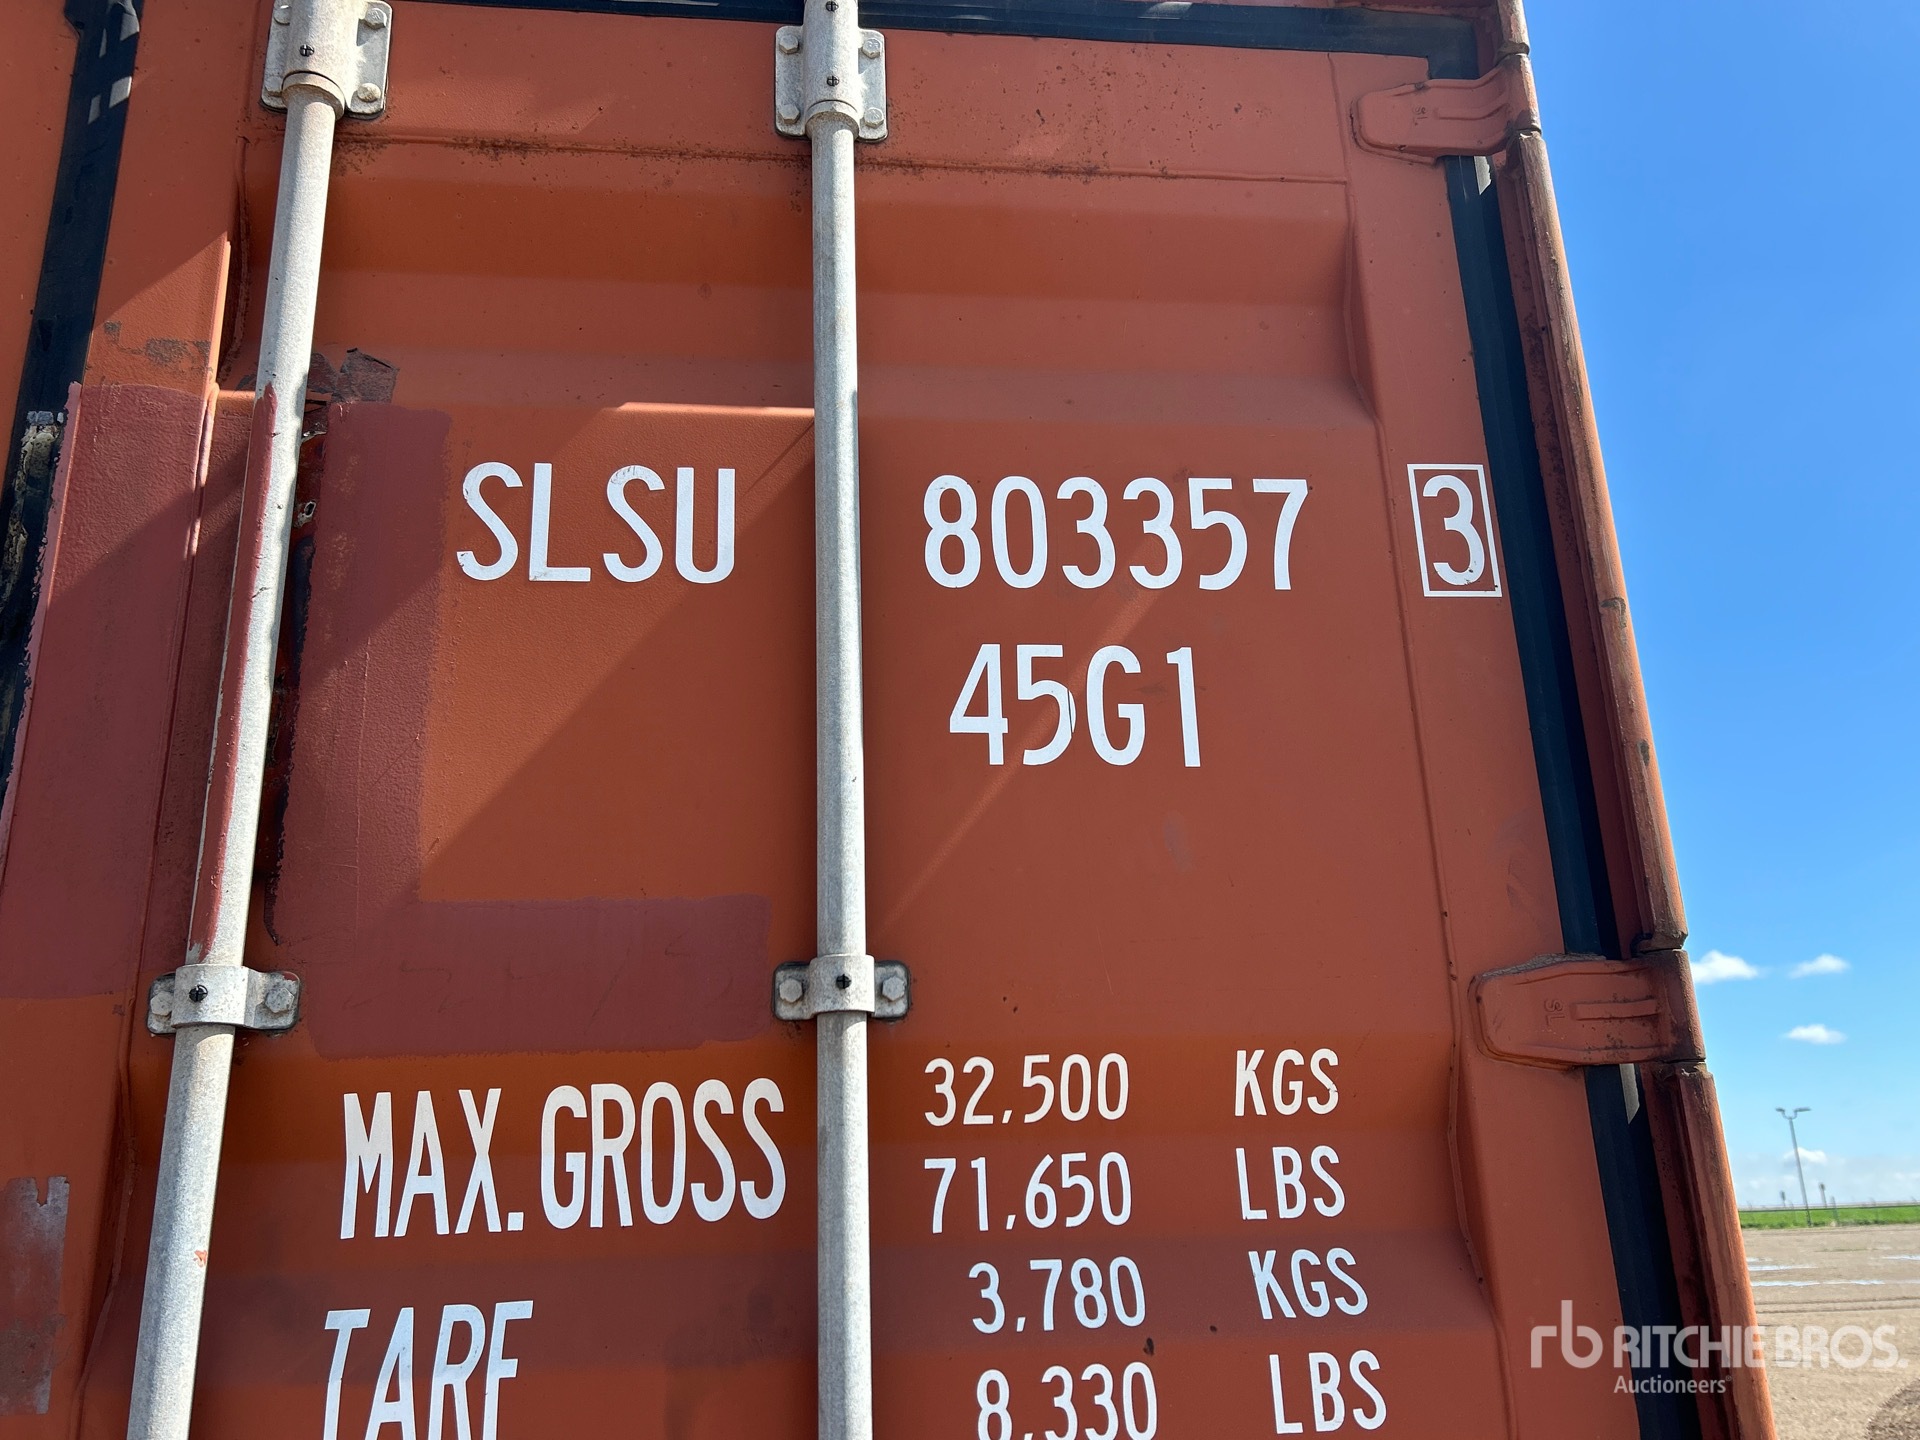 SLSU 803357 3
45G1
MAX.GROSS 32,500 KGS
71,650 LBS
TARE 3,780 KGS
8,330 LBS
rb RITCHIE BROS.
Auctioneers